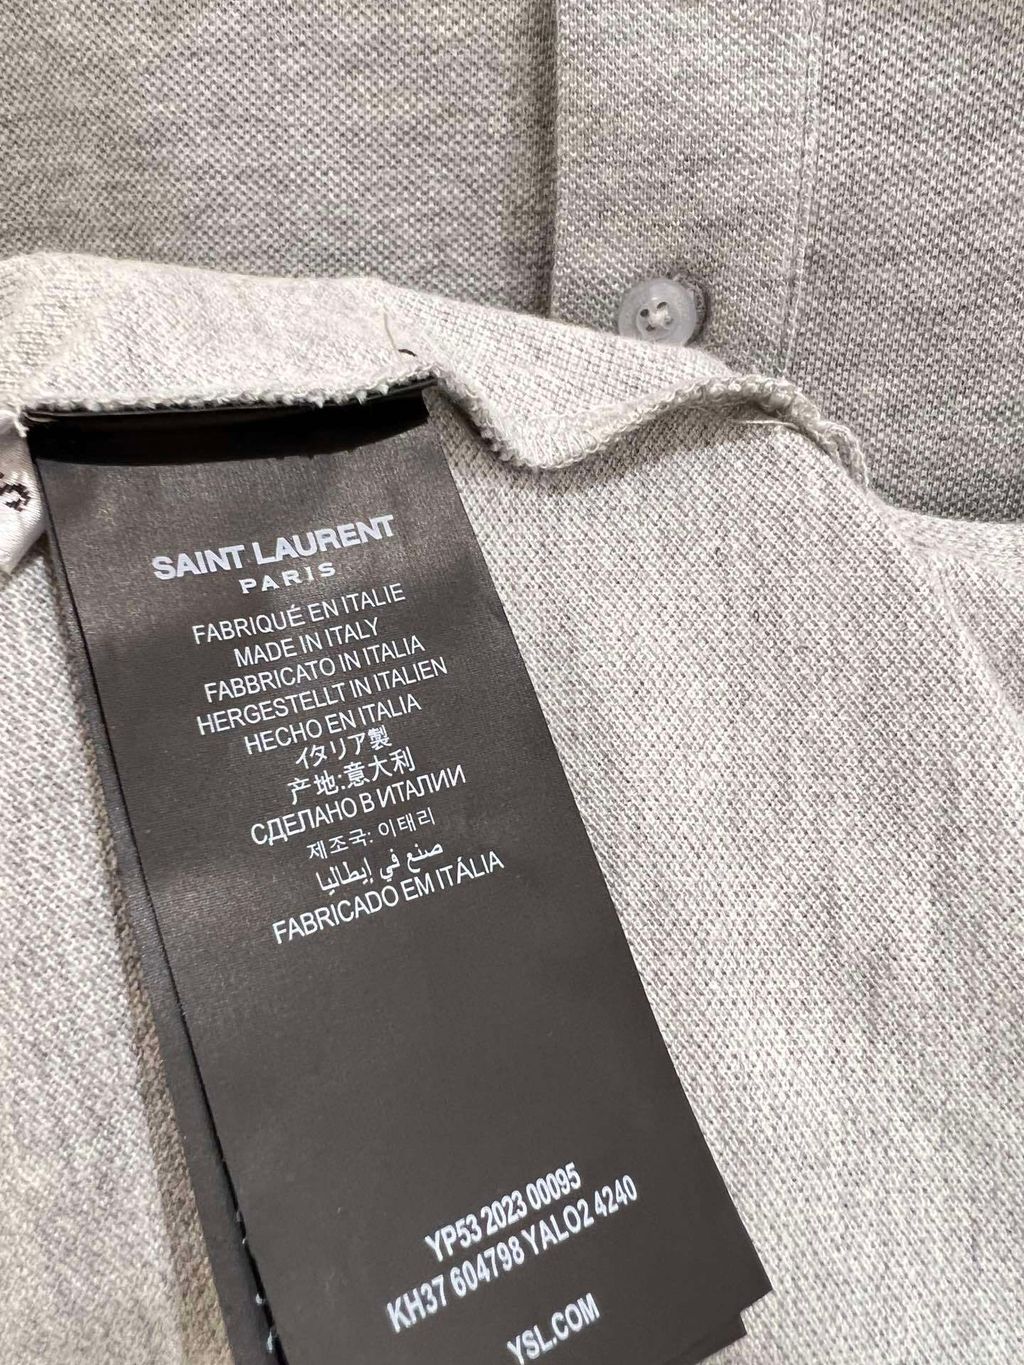 S
SAINT LAURENT
PARIS
FABRIQUÉ EN ITALIE
MADE IN ITALY
FABBRICATO IN ITALIA
HERGESTELLT IN ITALIEN
HECHO EN ITALIA
イタリア製
产地:意大利
СДЕЛАНО В ИТАЛИИ
제조국: 이태리
صنع في إيطاليا
FABRICADO EM ITÁLIA
YP53 2023 00095
KH37 604798 YALO2 4240
YSL.COM